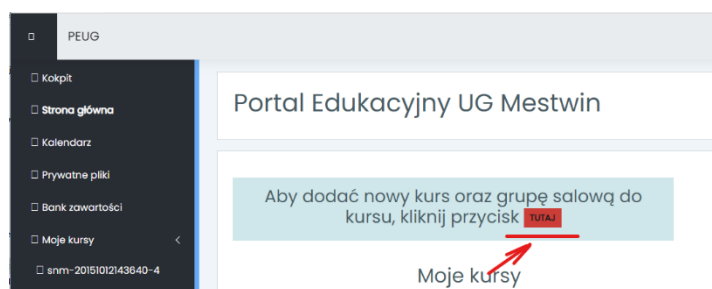 PEUG
Kokpit
Strona główna
Kalendarz
Prywatne pliki
Bank zawartości
Moje kursy
snm-20151012143640-4
Portal Edukacyjny UG Mestwin
Aby dodać nowy kurs oraz grupę salową do
kursu, kliknij przycisk TUTAJ
Moje kursy